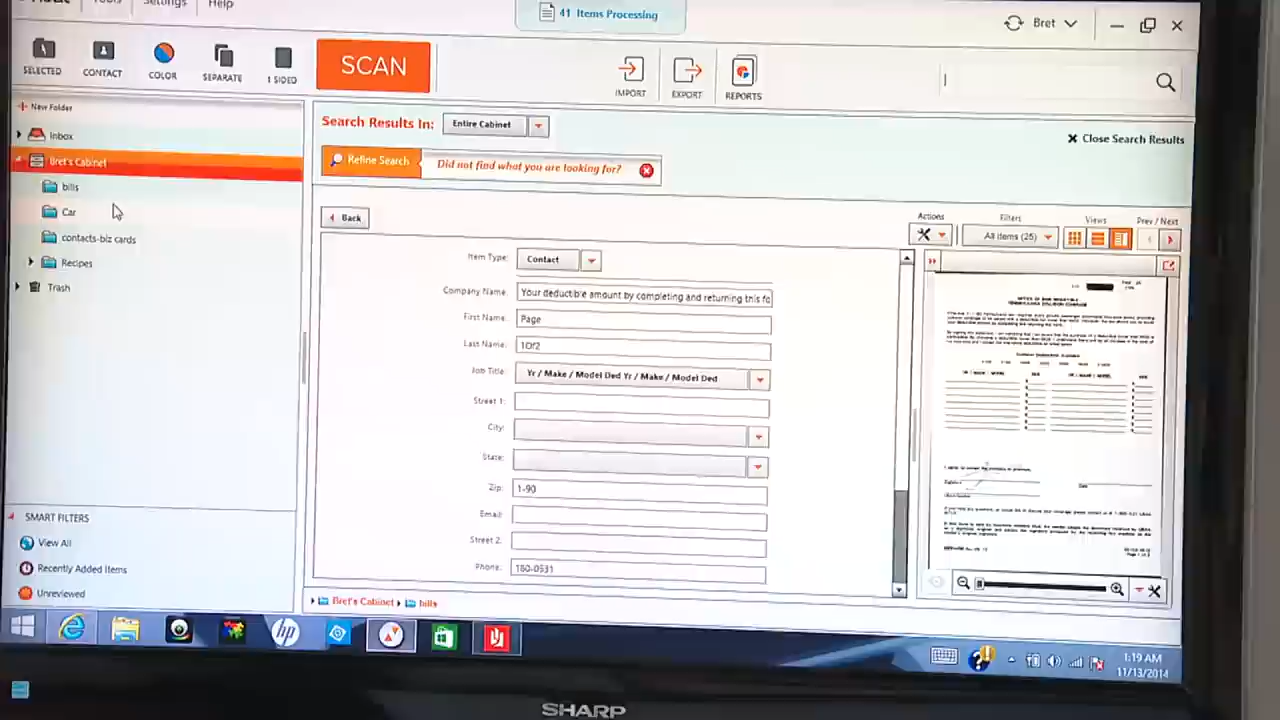 Tools Settings Help
41 Items Processing
Bret
SELECTED CONTACT COLOR SEPARATE 1 SIDED
SCAN
IMPORT EXPORT REPORTS
New Folder
Inbox
Bret's Cabinet
bills
Car
contacts-biz cards
Recipes
Trash
SMART FILTERS
View All
Recently Added Items
Unreviewed
Search Results In: Entire Cabinet
Close Search Results
Refine Search Did not find what you are looking for?
Back
Actions Filters Views Prev / Next
All items (25)
Item Type: Contact
Company Name: Your deductible amount by completing and returning this fo
First Name: Page
Last Name: 1Of2
Job Title: Yr / Make / Model Ded Yr / Make / Model Ded
Street 1:
City:
State:
Zip: 1-90
Email:
Street 2:
Phone: 180-0531
Bret's Cabinet bills
hp
1:19 AM
11/13/2014
SHARP